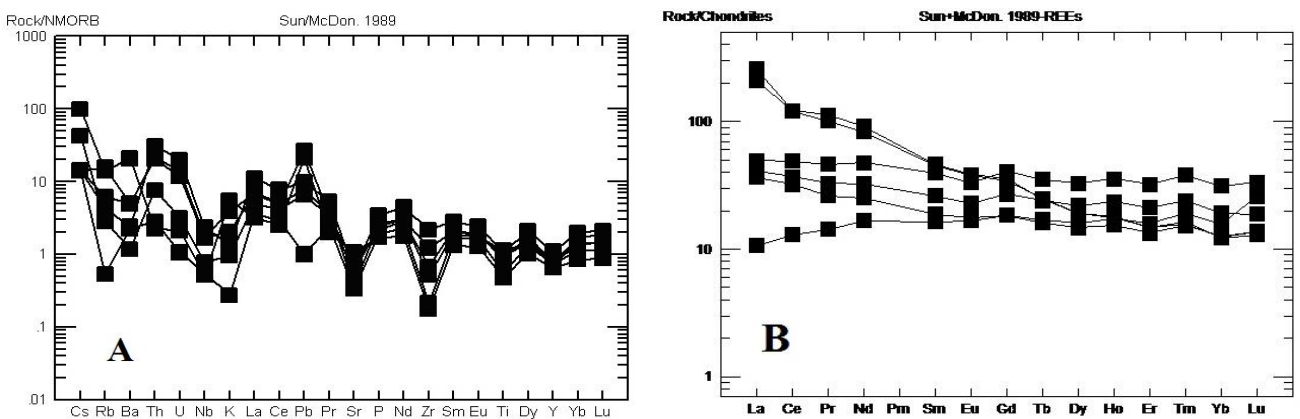 Rock/NMORB Sun/McDon. 1989
1000
100
10
1
.1
.01
A
Cs Rb Ba Th U Nb K La Ce Pb Pr Sr P Nd Zr Sm Eu Ti Dy Y Yb Lu
Rock/Chondrites Sun+McDon. 1989-REEs
100
10
1
B
La Ce Pr Nd Pm Sm Eu Gd Tb Dy Ho Er Tm Yb Lu